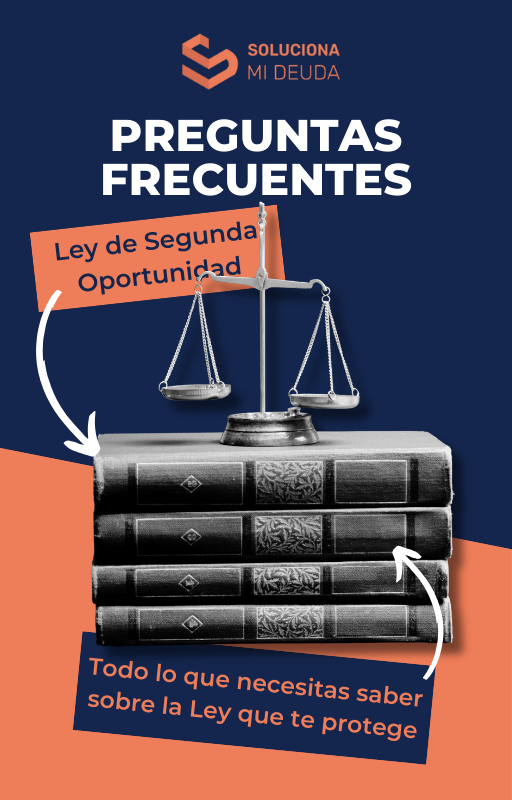 SOLUCIONA
MI DEUDA
PREGUNTAS
FRECUENTES
Ley de Segunda
Oportunidad
Todo lo que necesitas saber
sobre la Ley que te protege